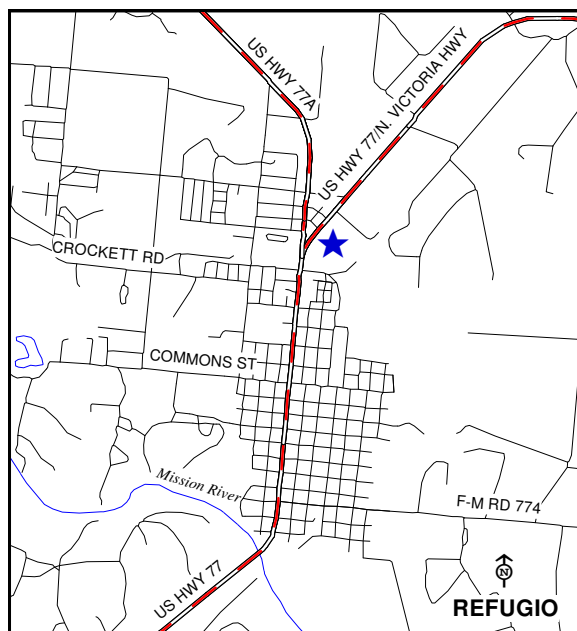 US HWY 77A
US HWY 77/N. VICTORIA HWY
CROCKETT RD
COMMONS ST
Mission River
F-M RD 774
US HWY 77
N
REFUGIO